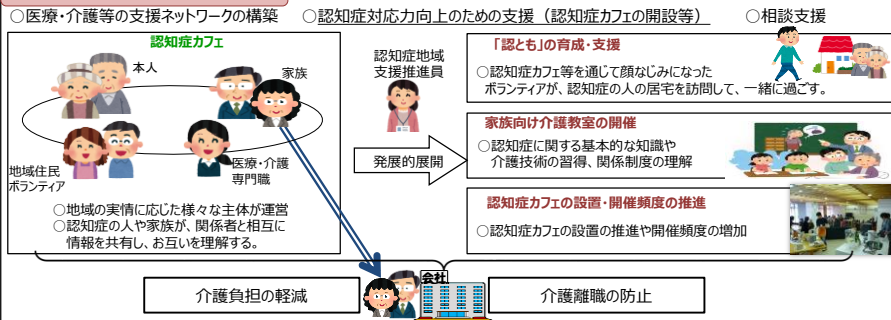 ○医療・介護等の支援ネットワークの構築
○認知症対応力向上のための支援（認知症カフェの開設等）
○相談支援
認知症カフェ
本人
家族
地域住民
ボランティア
医療・介護
専門職
○地域の実情に応じた様々な主体が運営
○認知症の人や家族が、関係者と相互に
情報を共有し、お互いを理解する。
認知症地域
支援推進員
発展的展開
「認とも」の育成・支援
○認知症カフェ等を通じて顔なじみになった
ボランティアが、認知症の人の居宅を訪問して、一緒に過ごす。
家族向け介護教室の開催
○認知症に関する基本的な知識や
介護技術の習得、関係制度の理解
認知症カフェの設置・開催頻度の推進
○認知症カフェの設置の推進や開催頻度の増加
介護負担の軽減
会社
介護離職の防止